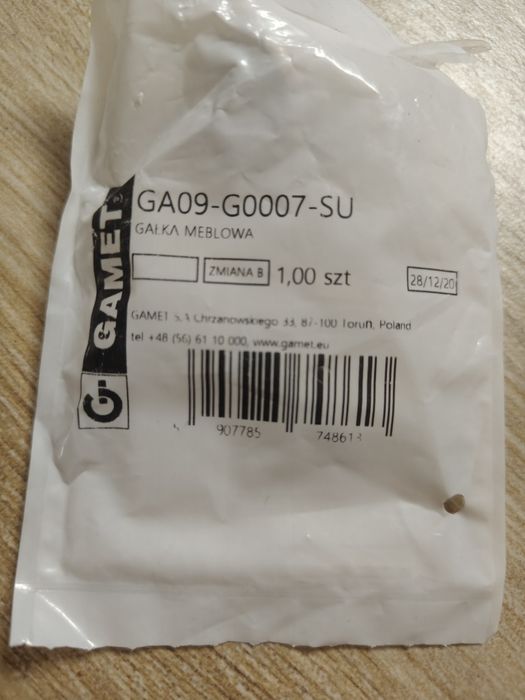 GAMET
GA09-G0007-SU
GAŁKA MEBLOWA
ZMIANA B
1,00 szt
28/12/20
GAMET S.A Chrzanowskiego 33, 87-100 Toruń, Poland
tel +48 (56) 61 10 000, www.gamet.eu
907785